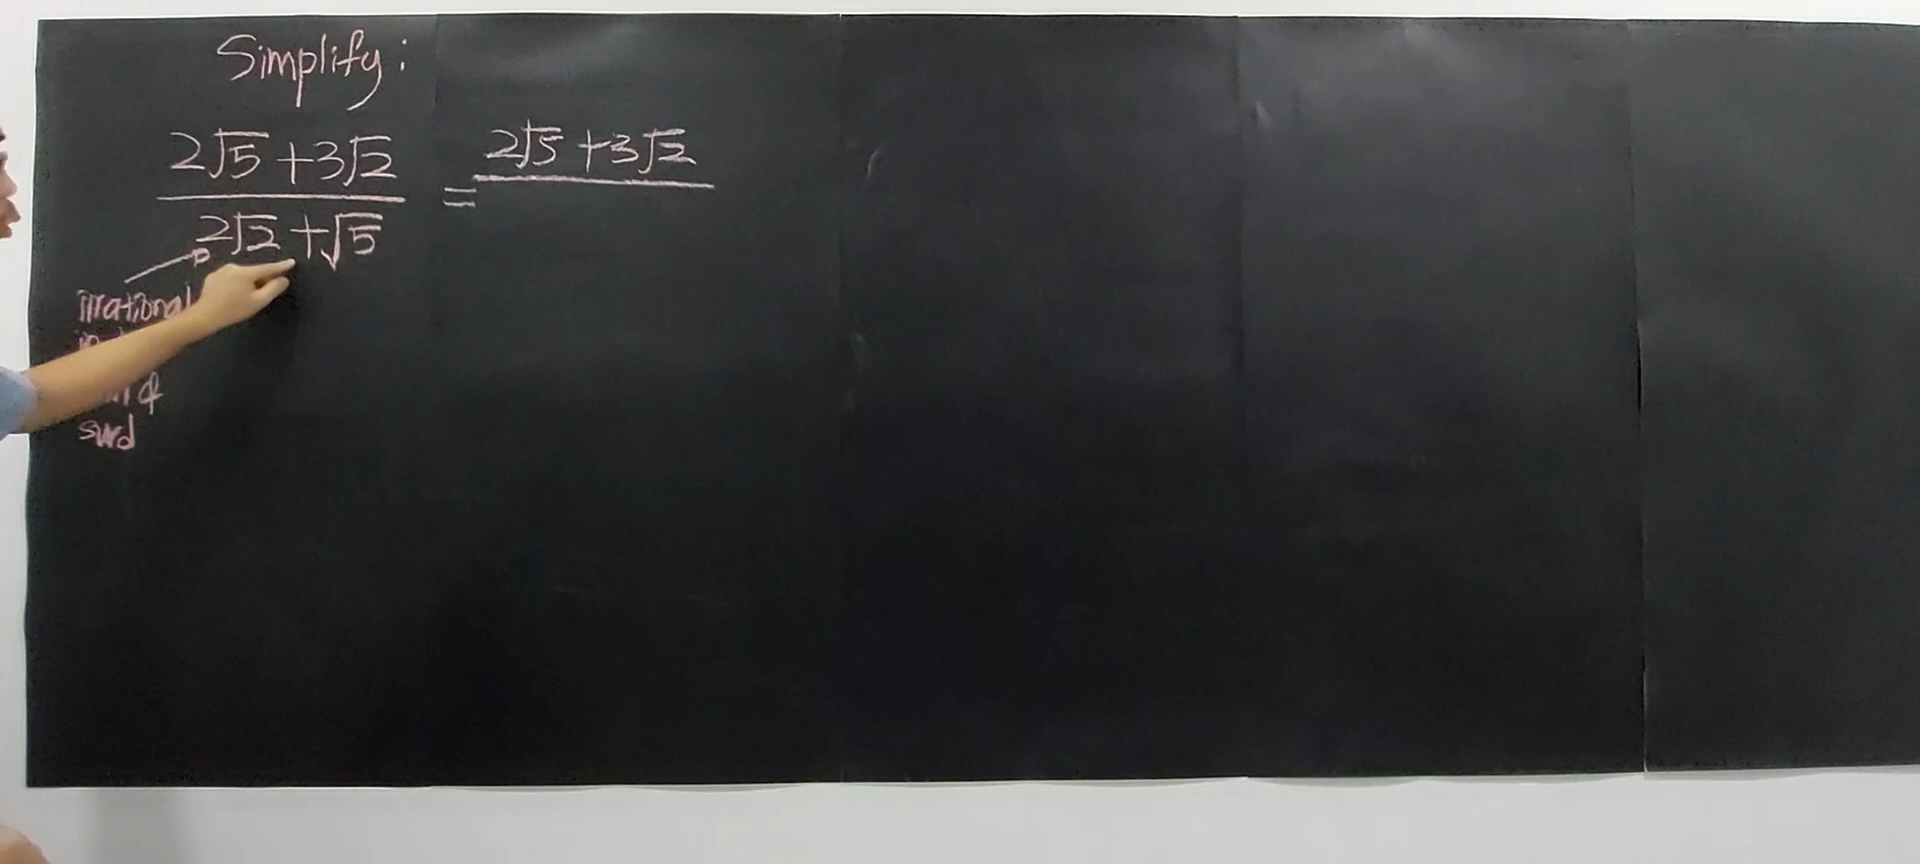 Simplify:
2√5 + 3√2 / 2√2 + √5 = 2√5 + 3√2
irrational
surd